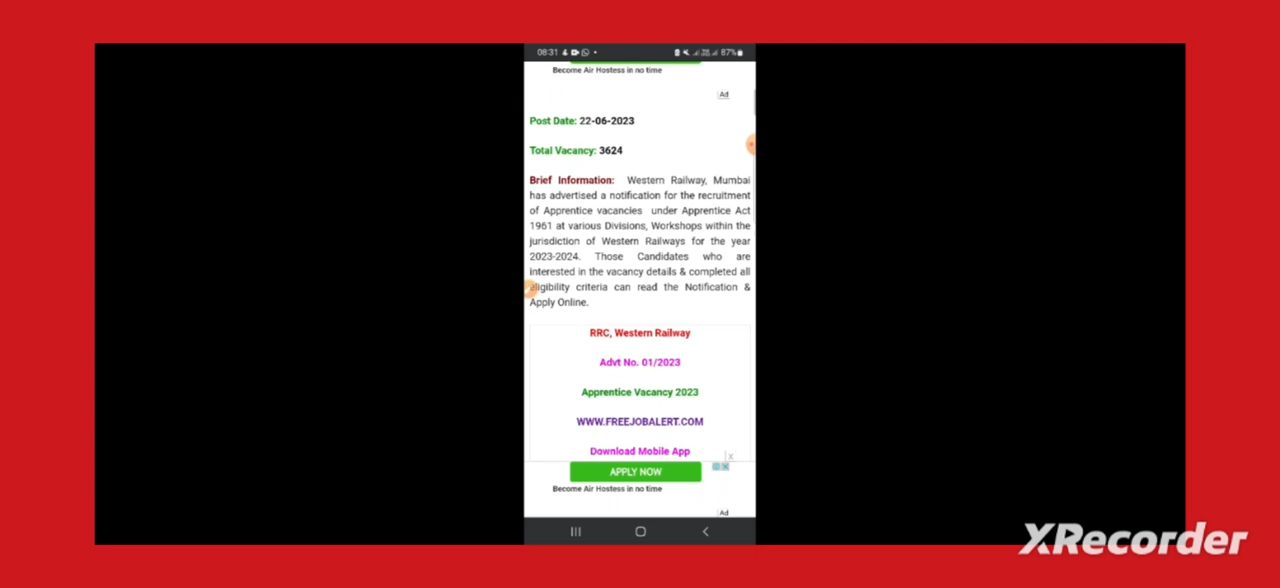 08:31
87%
Become Air Hostess in no time
Ad
Post Date: 22-06-2023
Total Vacancy: 3624
Brief Information: Western Railway, Mumbai
has advertised a notification for the recruitment
of Apprentice vacancies under Apprentice Act
1961 at various Divisions, Workshops within the
jurisdiction of Western Railways for the year
2023-2024. Those Candidates who are
interested in the vacancy details & completed all
eligibility criteria can read the Notification &
Apply Online.
RRC, Western Railway
Advt No. 01/2023
Apprentice Vacancy 2023
WWW.FREEJOBALERT.COM
Download Mobile App
X
APPLY NOW
Become Air Hostess in no time
Ad
XRecorder